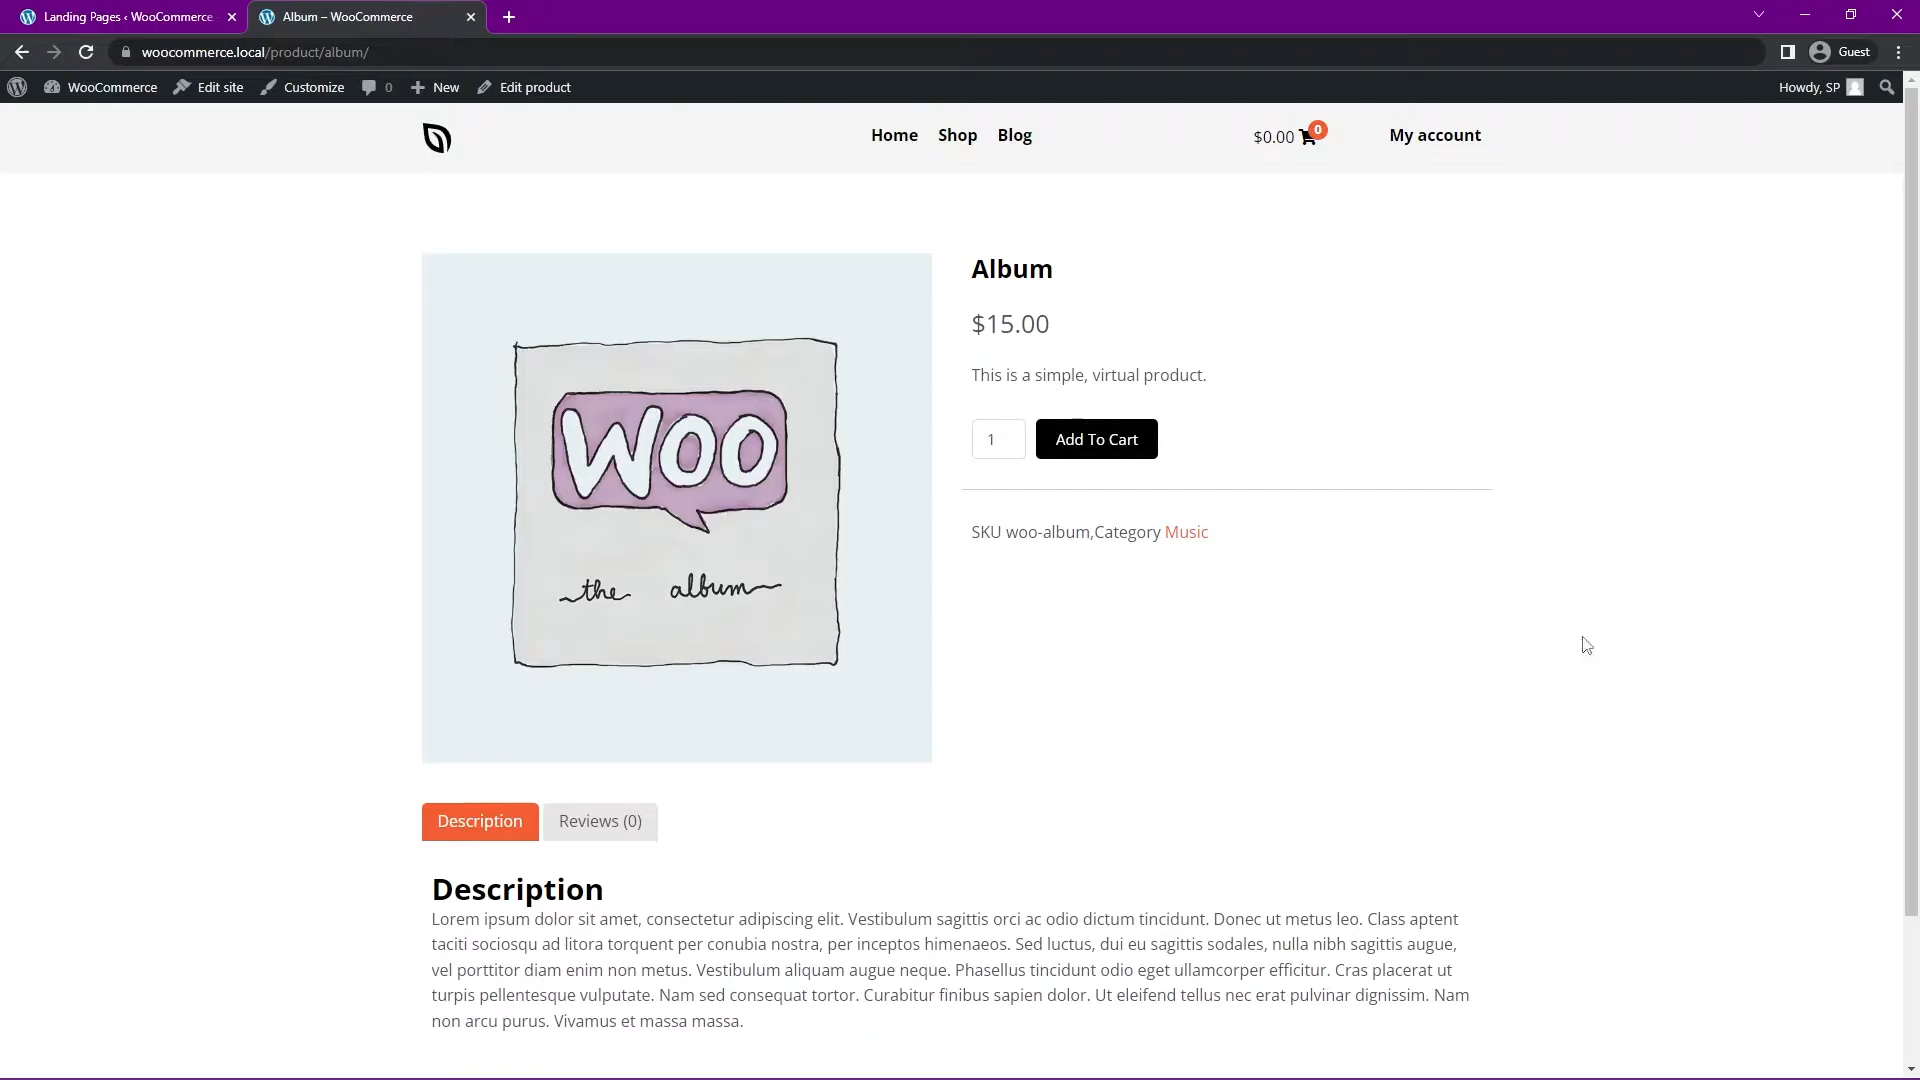 Landing Pages ‹ WooCommerce
Album – WooCommerce
woocommerce.local/product/album/
Guest
WooCommerce
Edit site
Customize
0
New
Edit product
Howdy, SP
Home
Shop
Blog
$0.00
0
My account
Album
$15.00
This is a simple, virtual product.
1
Add To Cart
SKU woo-album,Category Music
WOO
the album
Description
Reviews (0)
Description
Lorem ipsum dolor sit amet, consectetur adipiscing elit. Vestibulum sagittis orci ac odio dictum tincidunt. Donec ut metus leo. Class aptent
taciti sociosqu ad litora torquent per conubia nostra, per inceptos himenaeos. Sed luctus, dui eu sagittis sodales, nulla nibh sagittis augue,
vel porttitor diam enim non metus. Vestibulum aliquam augue neque. Phasellus tincidunt odio eget ullamcorper efficitur. Cras placerat ut
turpis pellentesque vulputate. Nam sed consequat tortor. Curabitur finibus sapien dolor. Ut eleifend tellus nec erat pulvinar dignissim. Nam
non arcu purus. Vivamus et massa massa.